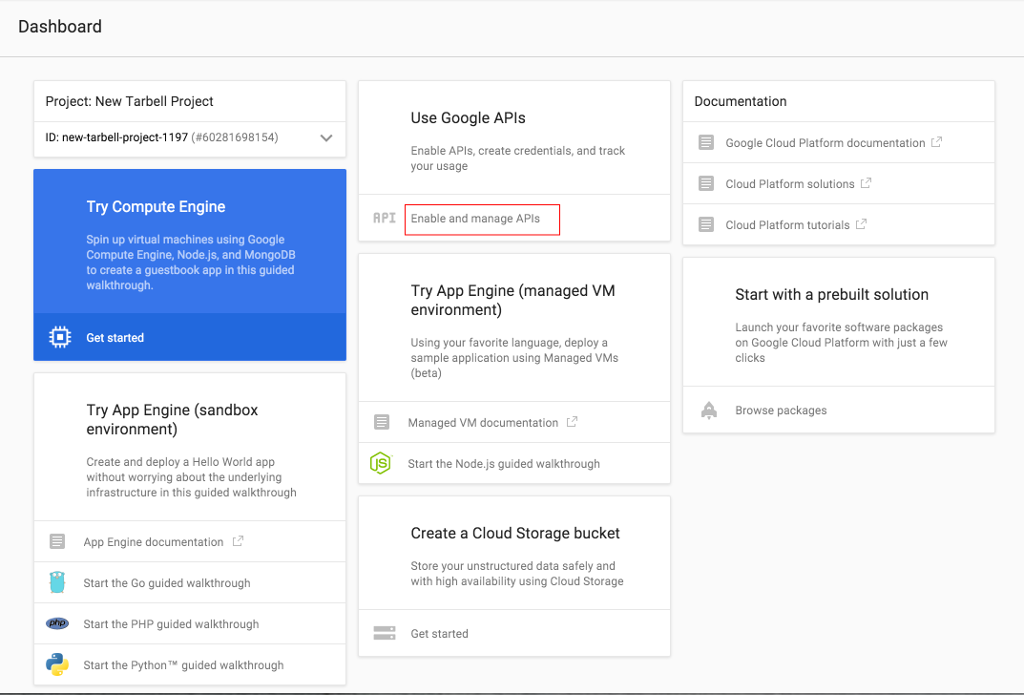 Dashboard
Project: New Tarbell Project
ID: new-tarbell-project-1197 (#60281698154)
Try Compute Engine
Spin up virtual machines using Google
Compute Engine, Node.js, and MongoDB
to create a guestbook app in this guided
walkthrough.
Get started
Try App Engine (sandbox
environment)
Create and deploy a Hello World app
without worrying about the underlying
infrastructure in this guided walkthrough
App Engine documentation
Start the Go guided walkthrough
php
Start the PHP guided walkthrough
Start the Python™ guided walkthrough
Use Google APIs
Enable APIs, create credentials, and track
your usage
API Enable and manage APIs
Try App Engine (managed VM
environment)
Using your favorite language, deploy a
sample application using Managed VMs
(beta)
Managed VM documentation
JS Start the Node.js guided walkthrough
Create a Cloud Storage bucket
Store your unstructured data safely and
with high availability using Cloud Storage
Get started
Documentation
Google Cloud Platform documentation
Cloud Platform solutions
Cloud Platform tutorials
Start with a prebuilt solution
Launch your favorite software packages
on Google Cloud Platform with just a few
clicks
Browse packages